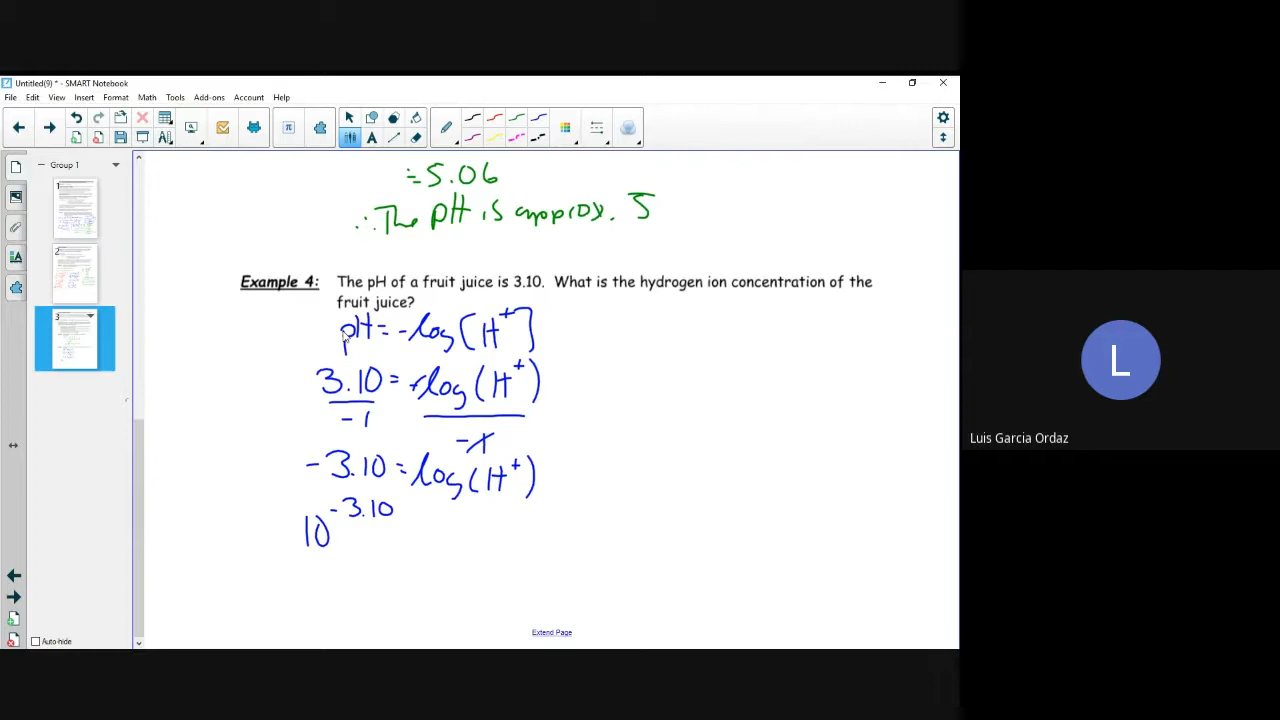 Untitled(9) * - SMART Notebook
File Edit View Insert Format Math Tools Add-ons Account Help
Group 1
1
2
3
= 5.06
∴ The pH is approx. 5
Example 4: The pH of a fruit juice is 3.10. What is the hydrogen ion concentration of the
fruit juice?
pH = -log[H+]
3.10 = -log(H+)
-1 -1
-3.10 = log(H+)
10^-3.10
Extend Page
Auto-hide
L
Luis Garcia Ordaz